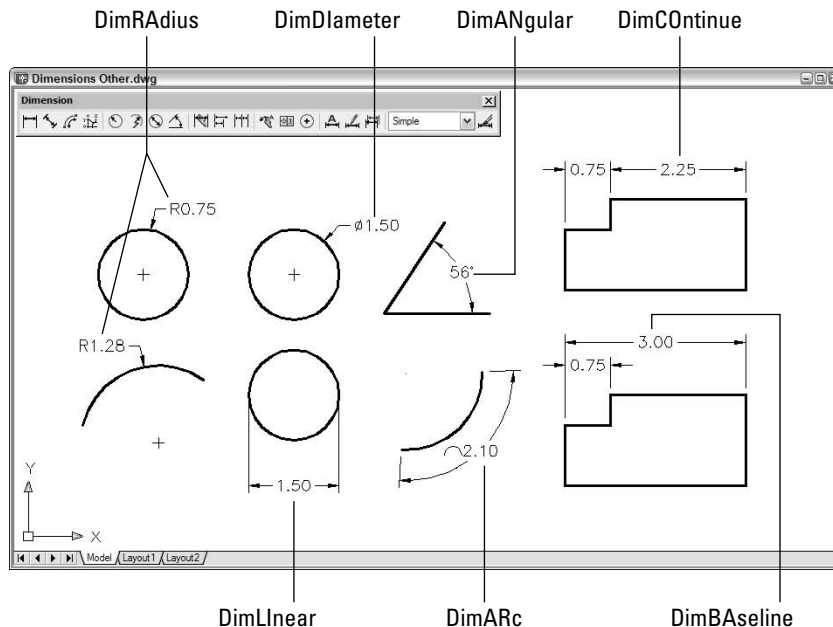 DimRAdius DimDIameter DimANgular DimCOntinue
Dimensions Other.dwg
Dimension
Simple
0.75 2.25
R0.75 ø1.50
56°
R1.28
3.00
0.75
2.10
1.50
Y
X
Model Layout1 Layout2
DimLInear DimARc DimBAseline